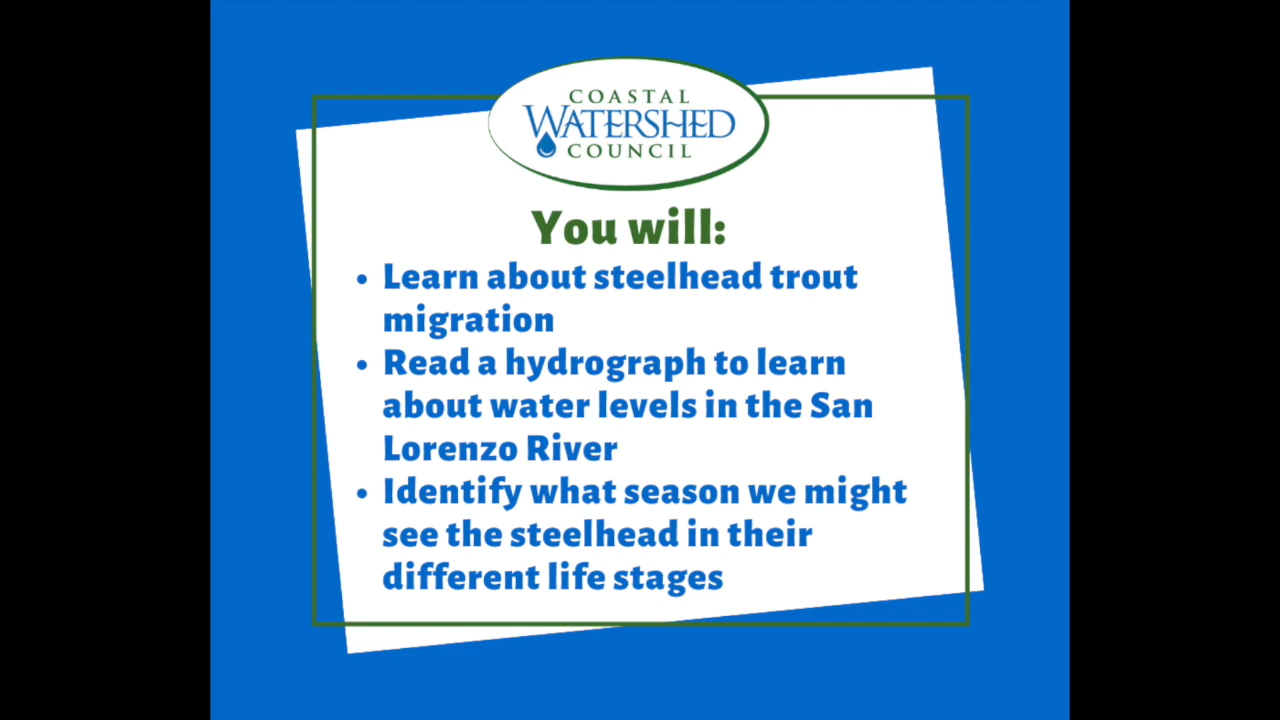 COASTAL
WATERSHED
COUNCIL
You will:
• Learn about steelhead trout
migration
• Read a hydrograph to learn
about water levels in the San
Lorenzo River
• Identify what season we might
see the steelhead in their
different life stages